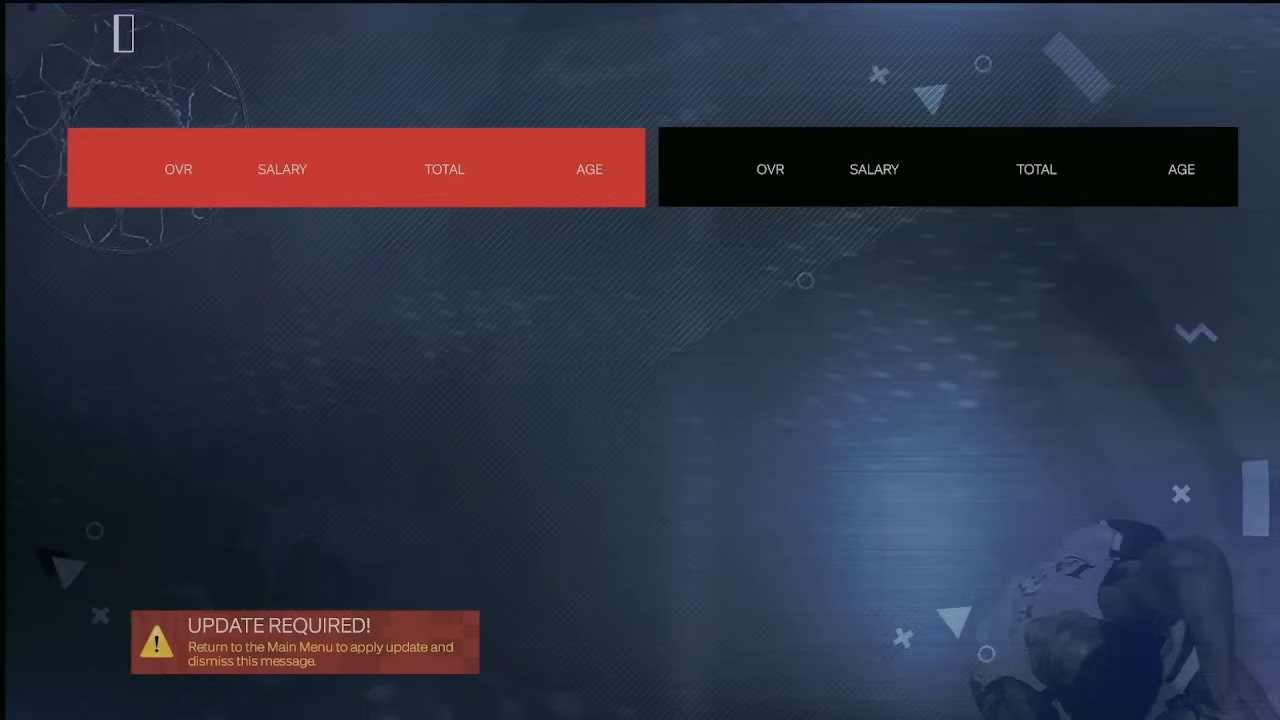 OVR SALARY TOTAL AGE
OVR SALARY TOTAL AGE
UPDATE REQUIRED!
Return to the Main Menu to apply update and
dismiss this message.